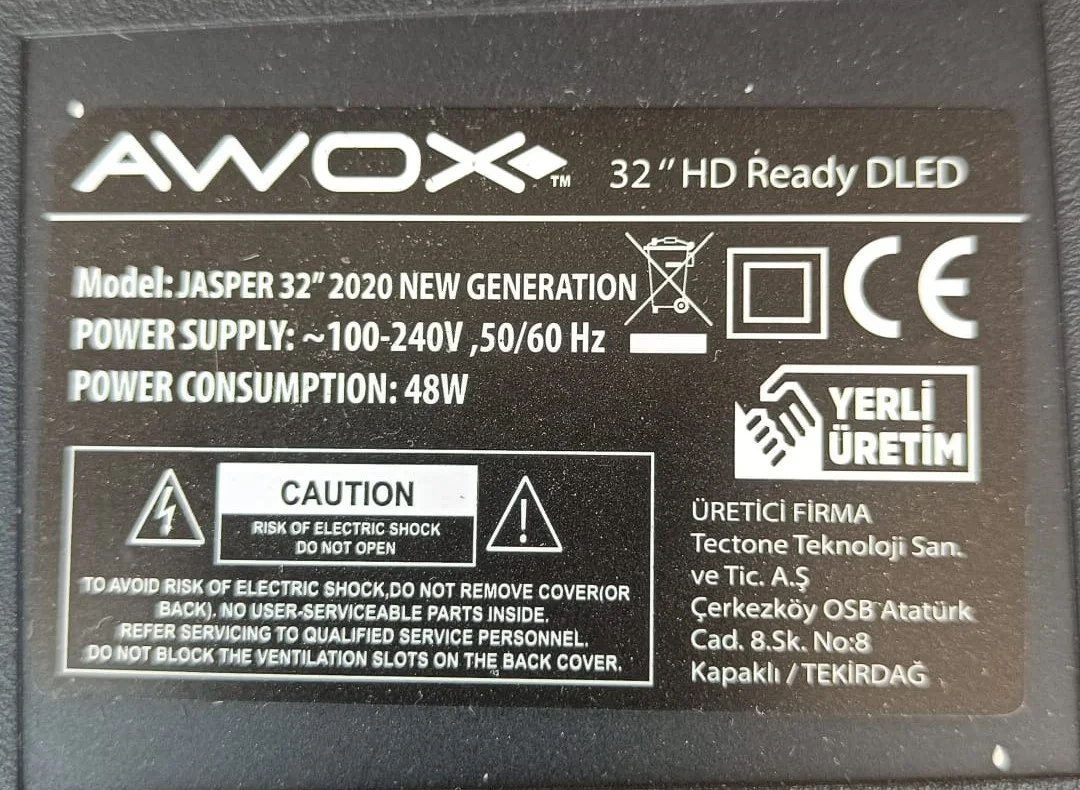 AWOX™ 32" HD Ready DLED
Model: JASPER 32" 2020 NEW GENERATION
POWER SUPPLY: ~100-240V ,50/60 Hz
POWER CONSUMPTION: 48W
CE
YERLİ
ÜRETİM
CAUTION
RISK OF ELECTRIC SHOCK
DO NOT OPEN
TO AVOID RISK OF ELECTRIC SHOCK,DO NOT REMOVE COVER(OR
BACK). NO USER-SERVICEABLE PARTS INSIDE.
REFER SERVICING TO QUALIFIED SERVICE PERSONNEL.
DO NOT BLOCK THE VENTILATION SLOTS ON THE BACK COVER.
ÜRETİCİ FİRMA
Tectone Teknoloji San.
ve Tic. A.Ş
Çerkezköy OSB Atatürk
Cad. 8.Sk. No:8
Kapaklı / TEKİRDAĞ